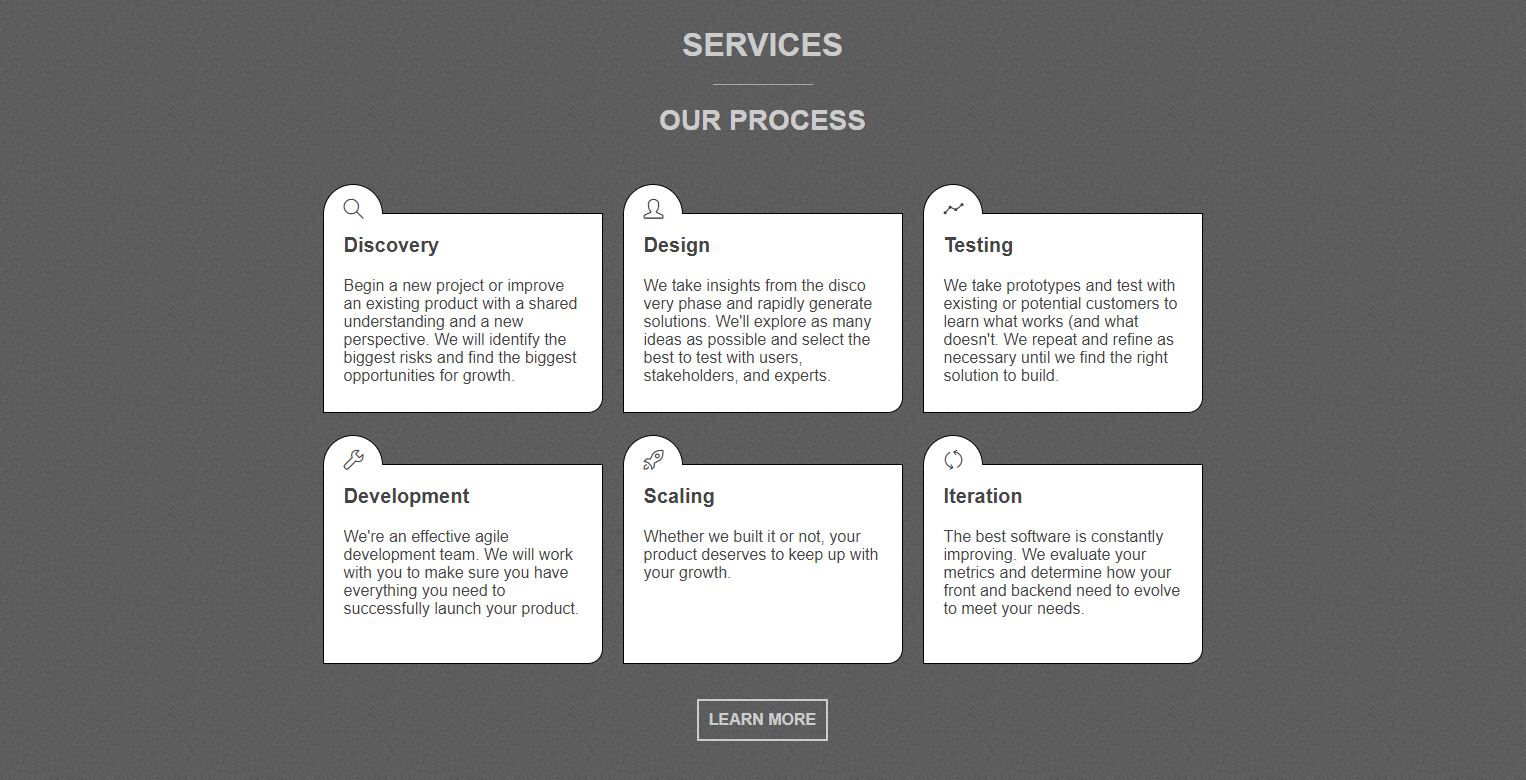 SERVICES
OUR PROCESS
Discovery
Begin a new project or improve
an existing product with a shared
understanding and a new
perspective. We will identify the
biggest risks and find the biggest
opportunities for growth.
Design
We take insights from the disco
very phase and rapidly generate
solutions. We'll explore as many
ideas as possible and select the
best to test with users,
stakeholders, and experts.
Testing
We take prototypes and test with
existing or potential customers to
learn what works (and what
doesn't. We repeat and refine as
necessary until we find the right
solution to build.
Development
We're an effective agile
development team. We will work
with you to make sure you have
everything you need to
successfully launch your product.
Scaling
Whether we built it or not, your
product deserves to keep up with
your growth.
Iteration
The best software is constantly
improving. We evaluate your
metrics and determine how your
front and backend need to evolve
to meet your needs.
LEARN MORE